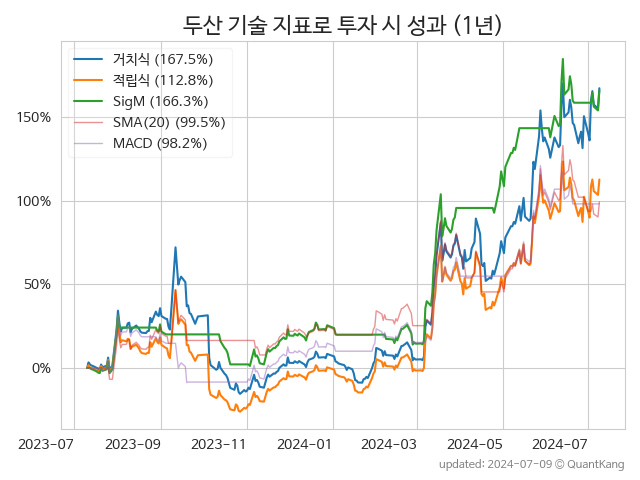 두산 기술 지표로 투자 시 성과 (1년)
거치식 (167.5%)
적립식 (112.8%)
SigM (166.3%)
SMA(20) (99.5%)
MACD (98.2%)
150%
100%
50%
0%
2023-07 2023-09 2023-11 2024-01 2024-03 2024-05 2024-07
updated: 2024-07-09 © QuantKang